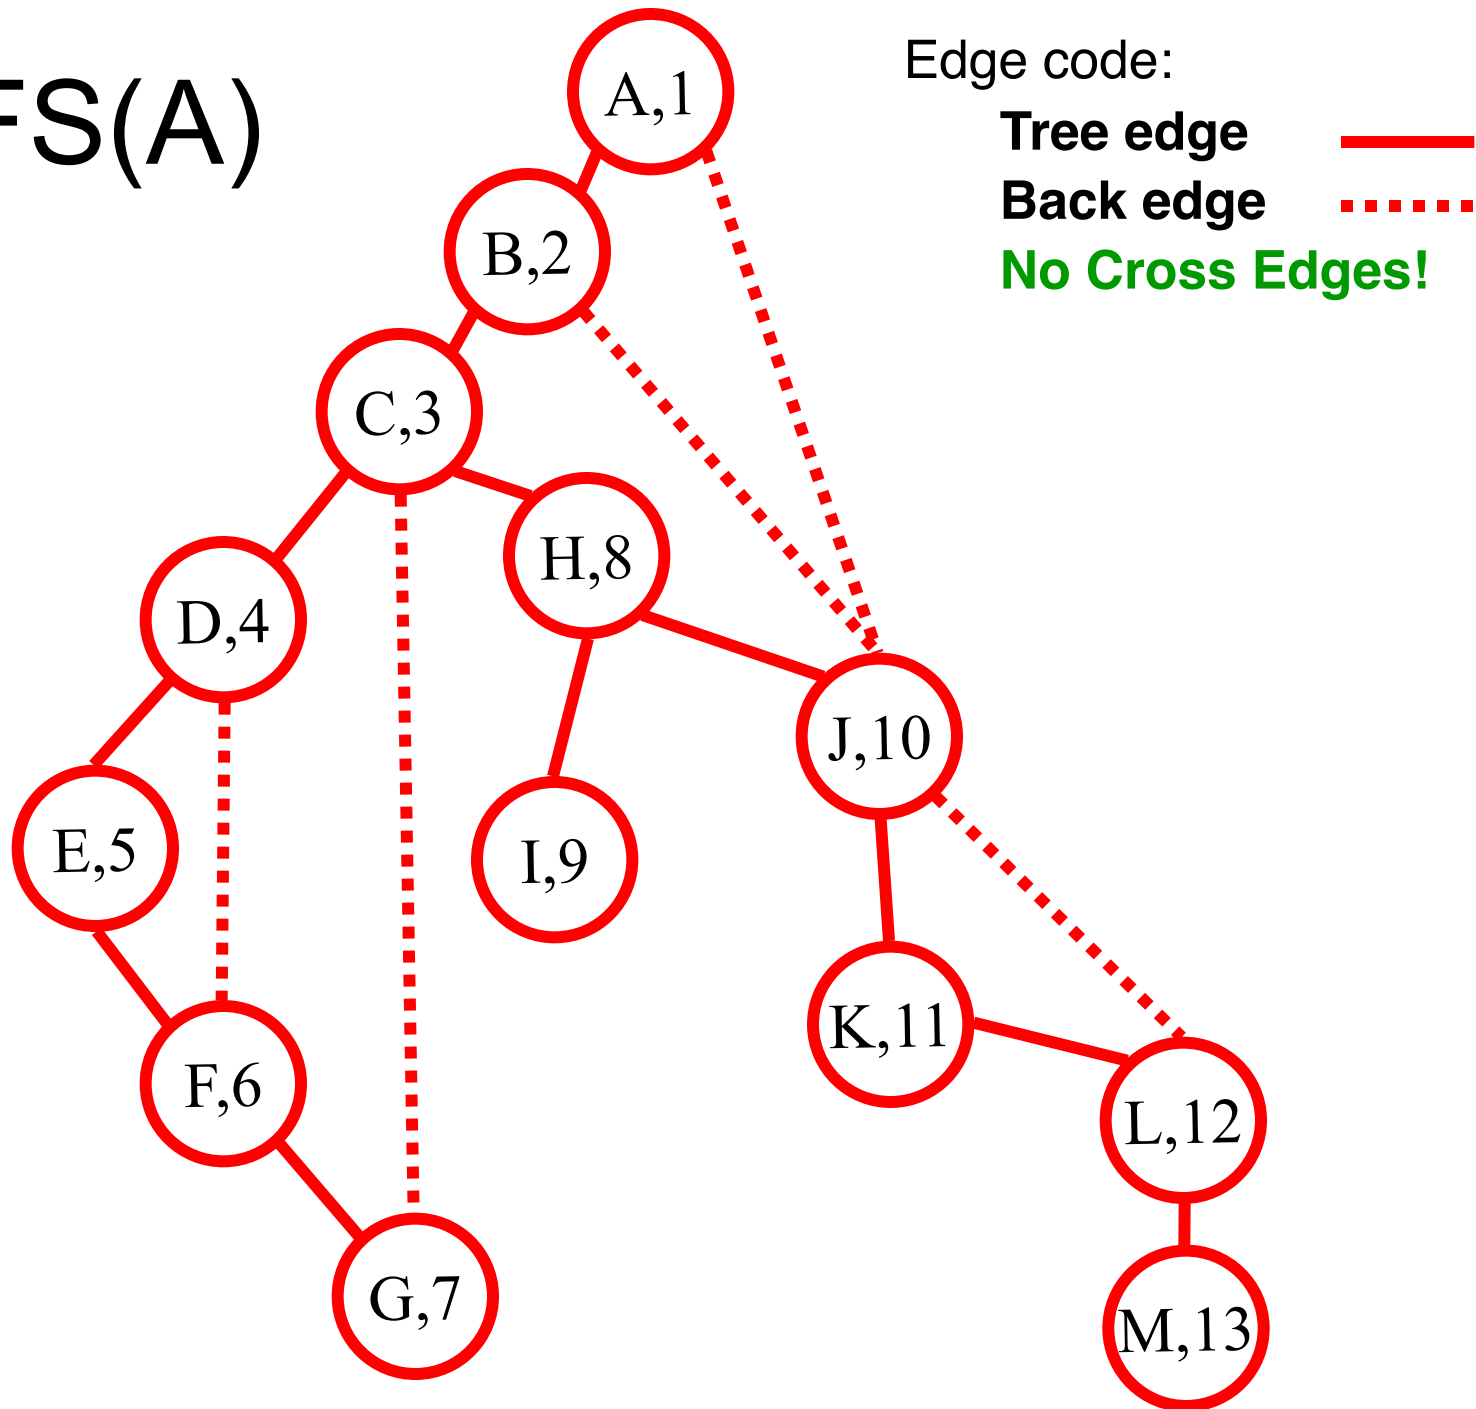 FS(A)
Edge code:
Tree edge
Back edge
No Cross Edges!
A,1
B,2
C,3
H,8
D,4
J,10
E,5
I,9
K,11
F,6
L,12
G,7
M,13